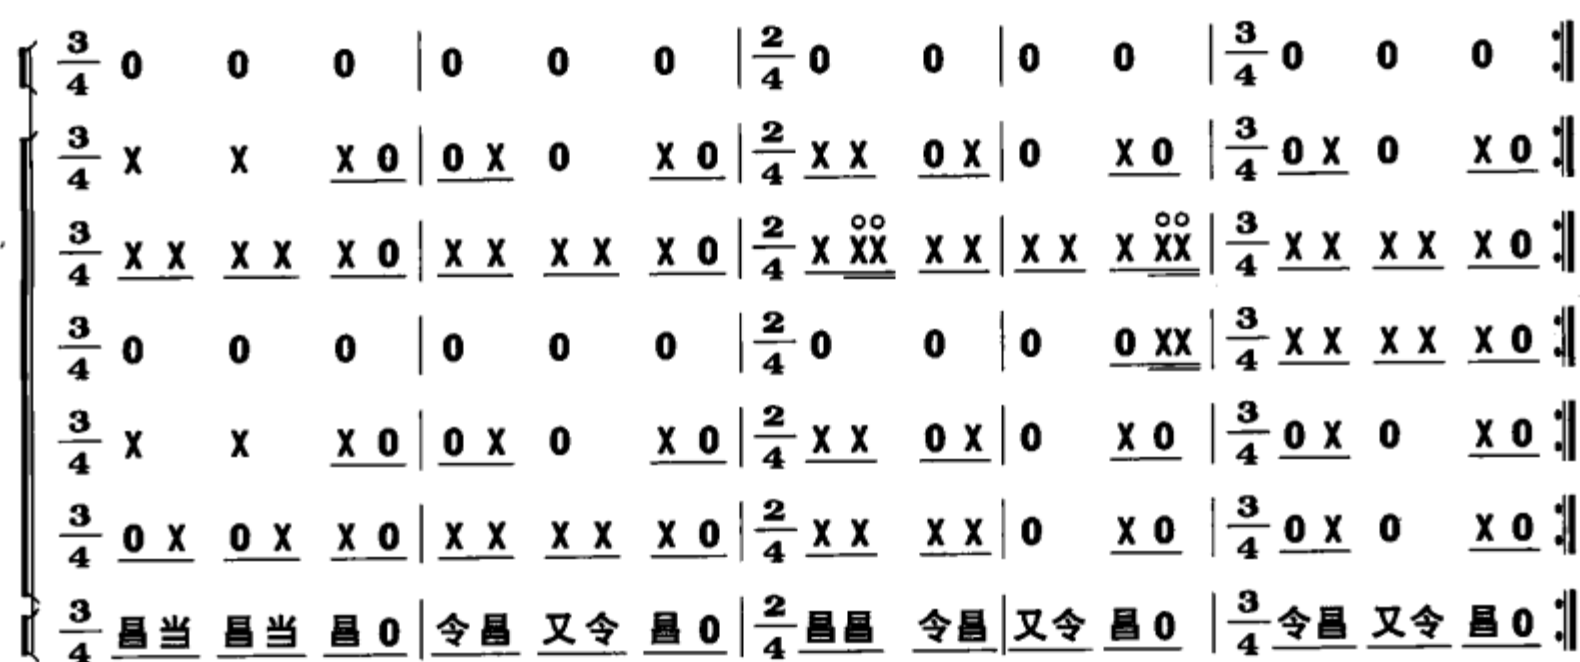 3/4 0 0 0 | 0 0 0 | 2/4 0 0 | 0 0 | 3/4 0 0 0 :‖
3/4 X X X 0 | 0 X 0 X 0 | 2/4 X X 0 X | 0 X 0 | 3/4 0 X 0 X 0 :‖
3/4 X X X X X 0 | X X X X X 0 | 2/4 X XX X X | X X X XX | 3/4 X X X X X 0 :‖
3/4 0 0 0 | 0 0 0 | 2/4 0 0 | 0 0 XX | 3/4 X X X X X 0 :‖
3/4 X X X 0 | 0 X 0 X 0 | 2/4 X X 0 X | 0 X 0 | 3/4 0 X 0 X 0 :‖
3/4 0 X 0 X X 0 | X X X X X 0 | 2/4 X X X X | 0 X 0 | 3/4 0 X 0 X 0 :‖
3/4 昌当 昌当 昌 0 | 令昌 又令 昌 0 | 2/4 昌昌 令昌 | 又令 昌 0 | 3/4 令昌 又令 昌 0 :‖